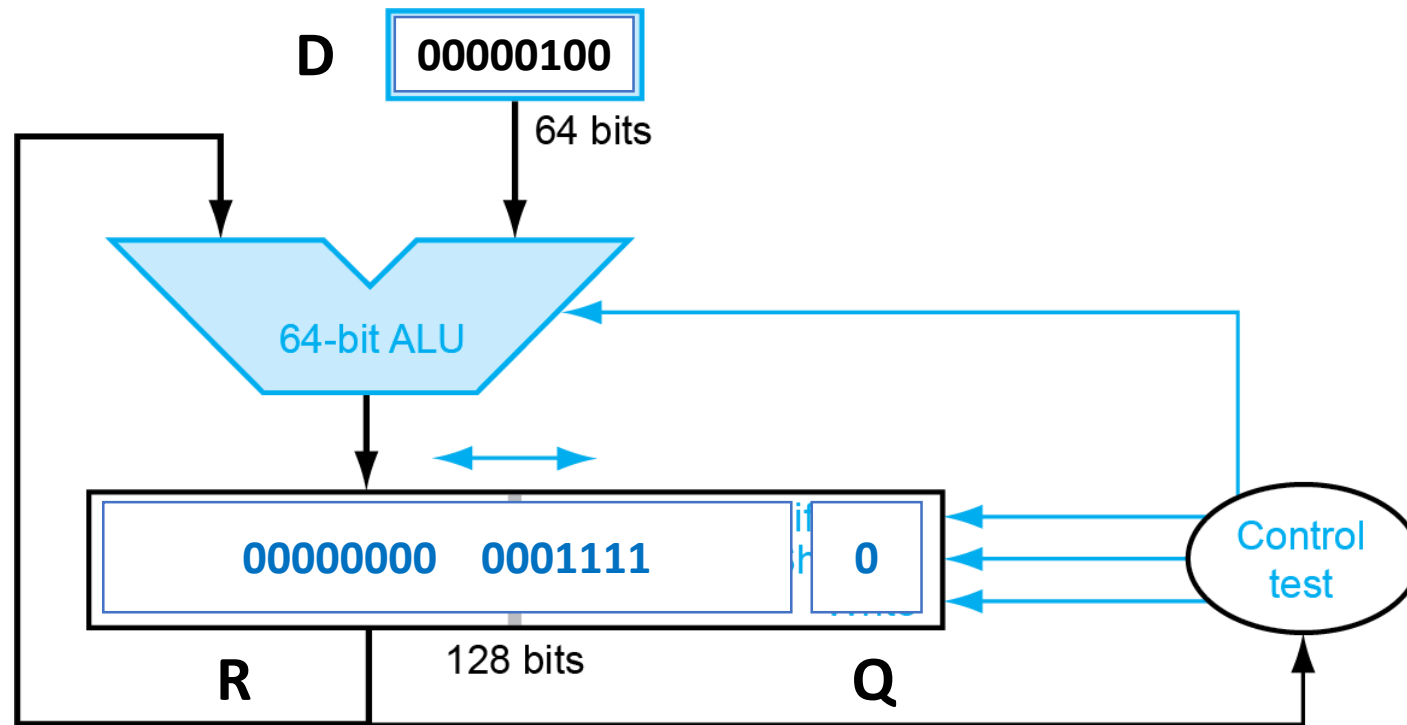 D
00000100
64 bits
64-bit ALU
00000000 0001111 0
Control
test
128 bits
R
Q